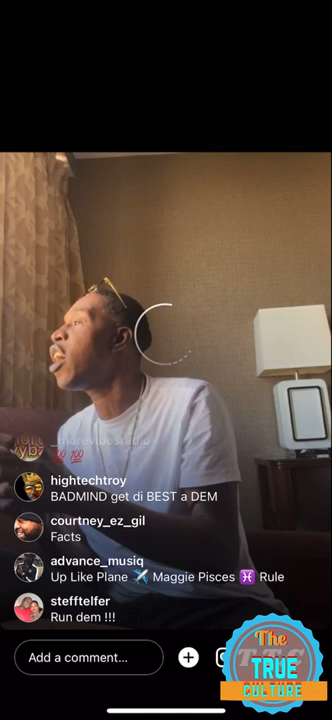 _morevibesradio
💯 💯
hightechtroy
BADMIND get di BEST a DEM
courtney_ez_gil
Facts
advance_musiq
Up Like Plane ✈️ Maggie Pisces ♓ Rule
stefftelfer
Run dem !!!
Add a comment...
The
T.T.C
TRUE
CULTURE